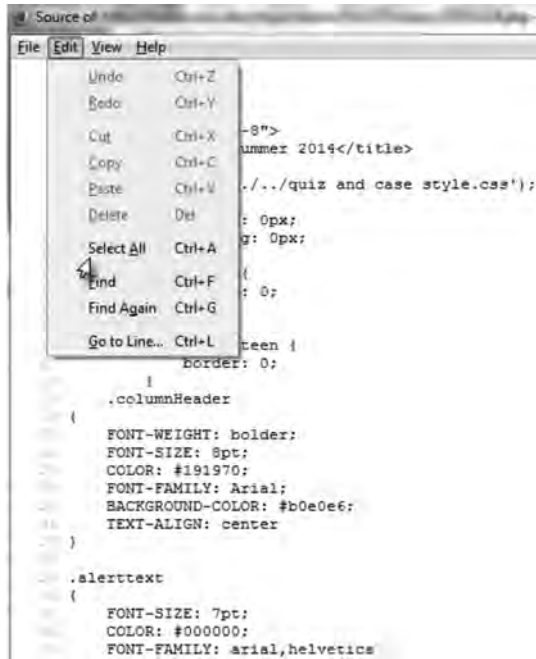 Source of
File Edit View Help
Undo Ctrl+Z
Redo Ctrl+Y
Cut Ctrl+X
Copy Ctrl+C
Paste Ctrl+V
Delete Del
Select All Ctrl+A
Find Ctrl+F
Find Again Ctrl+G
Go to Line... Ctrl+L
-8">
ummer 2014</title>
./../quiz and case style.css');
: 0px;
g: 0px;
{
: 0;
teen {
border: 0;
}
.columnHeader
{
FONT-WEIGHT: bolder;
FONT-SIZE: 8pt;
COLOR: #191970;
FONT-FAMILY: Arial;
BACKGROUND-COLOR: #b0e0e6;
TEXT-ALIGN: center
}
.alerttext
{
FONT-SIZE: 7pt;
COLOR: #000000;
FONT-FAMILY: arial,helvetics